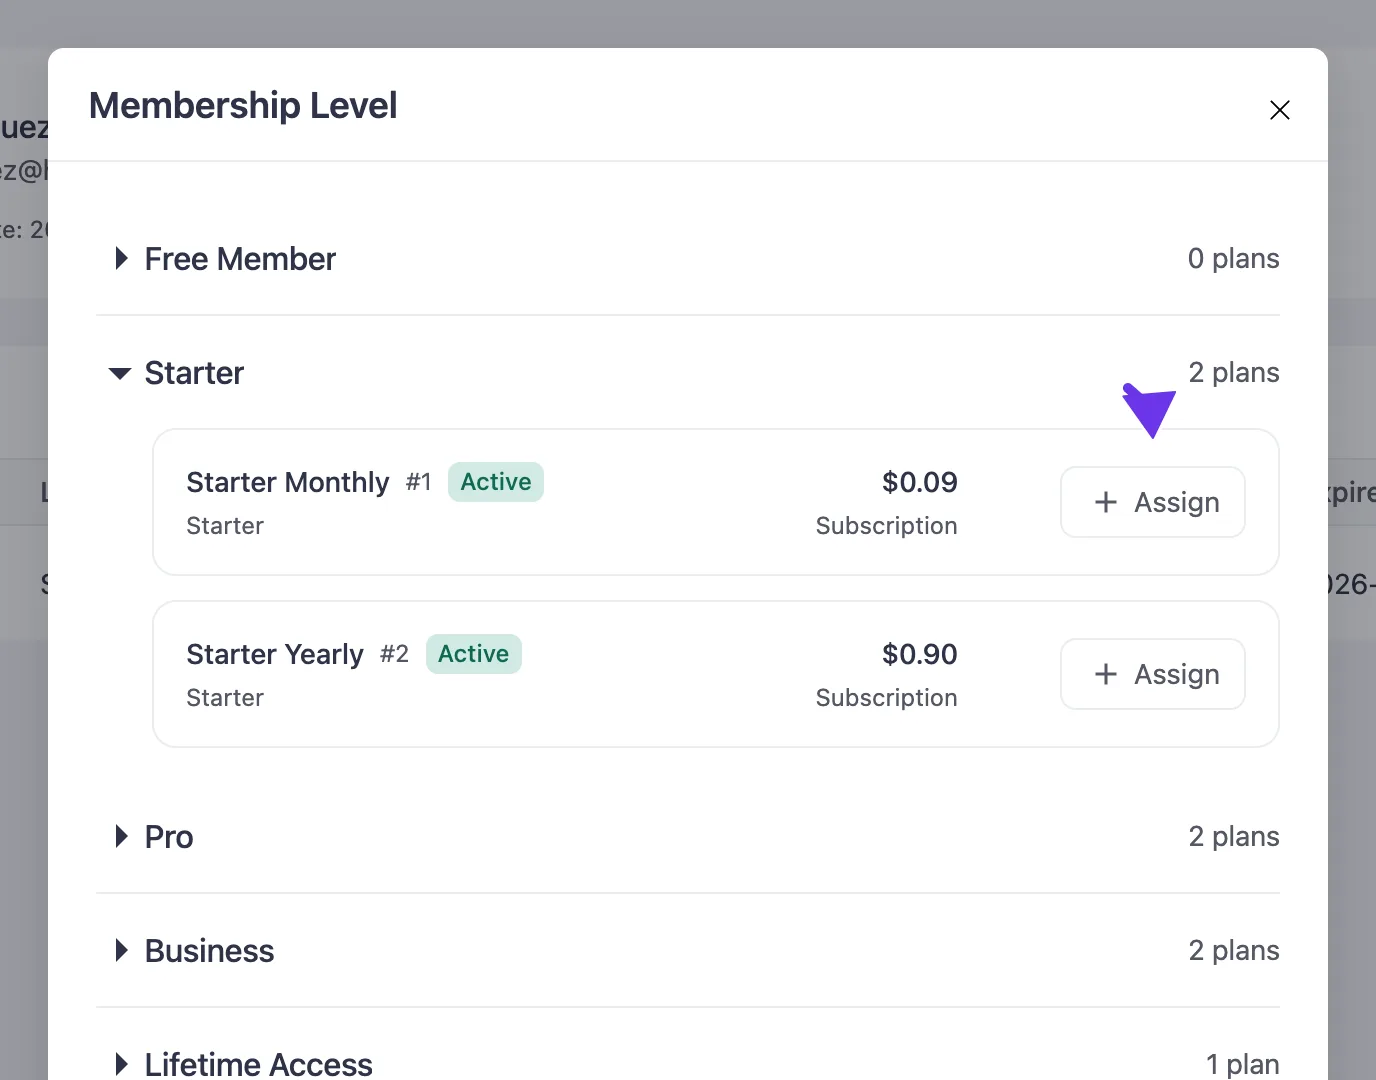 Membership Level
Free Member 0 plans
Starter 2 plans
Starter Monthly #1 Active $0.09
Starter Subscription
+ Assign
Starter Yearly #2 Active $0.90
Starter Subscription
+ Assign
Pro 2 plans
Business 2 plans
Lifetime Access 1 plan